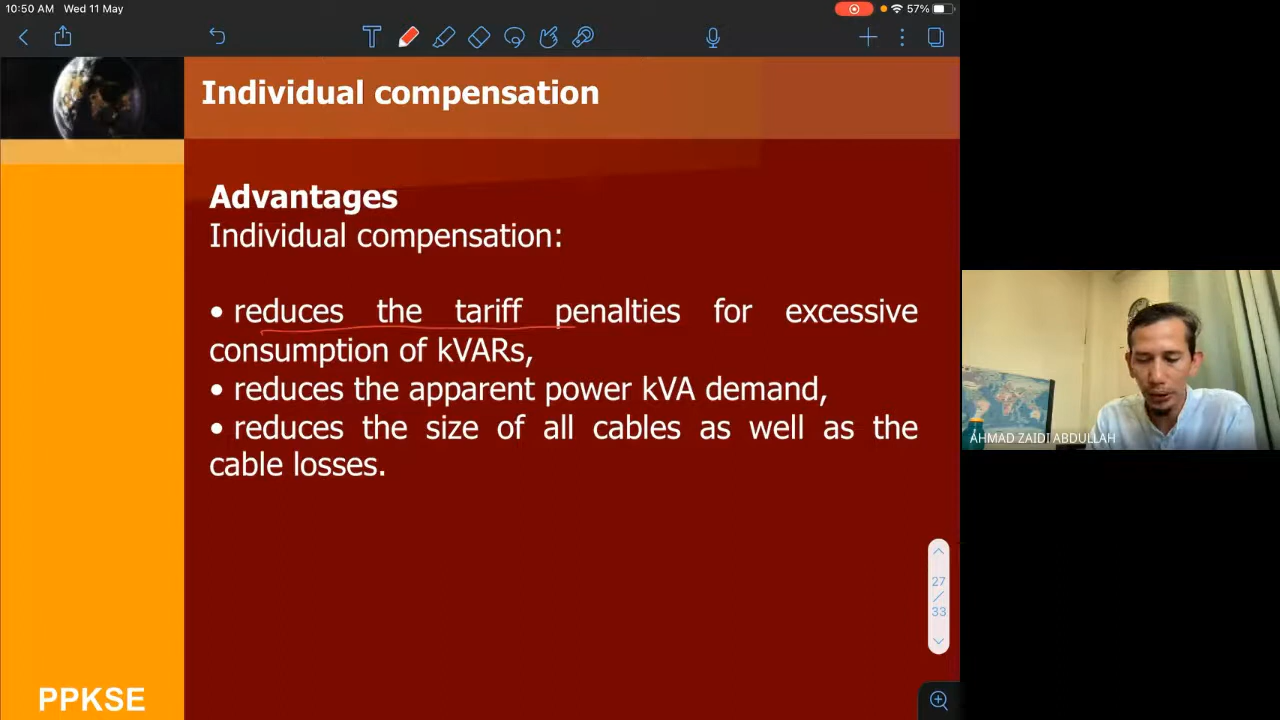 10:50 AM Wed 11 May
57%
Individual compensation
Advantages
Individual compensation:
• reduces the tariff penalties for excessive
consumption of kVARs,
• reduces the apparent power kVA demand,
• reduces the size of all cables as well as the
cable losses.
AHMAD ZAIDI ABDULLAH
27
/
33
PPKSE